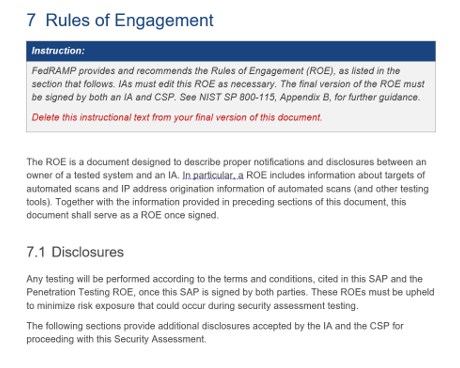 7 Rules of Engagement
Instruction:
FedRAMP provides and recommends the Rules of Engagement (ROE), as listed in the
section that follows. IAs must edit this ROE as necessary. The final version of the ROE must
be signed by both an IA and CSP. See NIST SP 800-115, Appendix B, for further guidance.
Delete this instructional text from your final version of this document.
The ROE is a document designed to describe proper notifications and disclosures between an
owner of a tested system and an IA. In particular, a ROE includes information about targets of
automated scans and IP address origination information of automated scans (and other testing
tools). Together with the information provided in preceding sections of this document, this
document shall serve as a ROE once signed.
7.1 Disclosures
Any testing will be performed according to the terms and conditions, cited in this SAP and the
Penetration Testing ROE, once this SAP is signed by both parties. These ROEs must be upheld
to minimize risk exposure that could occur during security assessment testing.
The following sections provide additional disclosures accepted by the IA and the CSP for
proceeding with this Security Assessment.